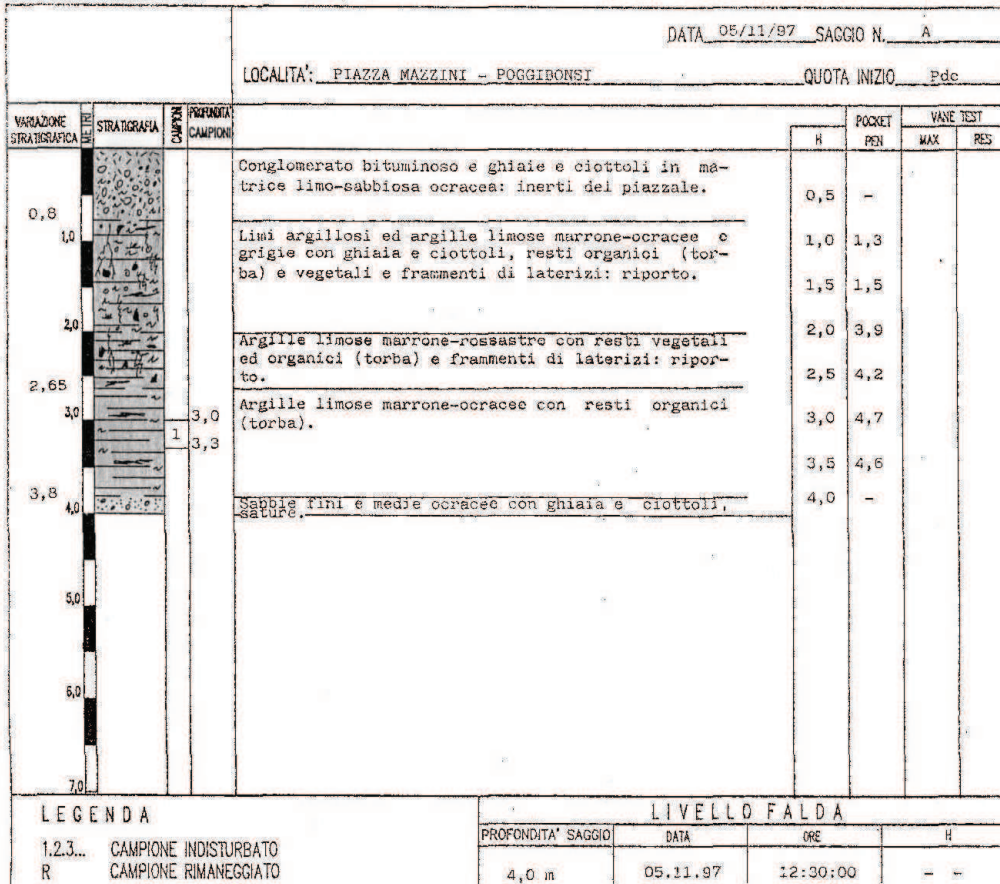 DATA 05/11/97 SAGGIO N. A
LOCALITA': PIAZZA MAZZINI - POGGIBONSI QUOTA INIZIO Pdc
VARIAZIONE STRATIGRAFICA
METRI
STRATIGRAFIA
CAMPIONI
PROFONDITA' CAMPIONI
H
POCKET PEN
VANE TEST
MAX RES
Conglomerato bituminoso e ghiaie e ciottoli in ma-
trice limo-sabbiosa ocracea: inerti del piazzale.
0,5 -
0,8
1,0
Limi argillosi ed argille limose marrone-ocracee e
grigie con ghiaia e ciottoli, resti organici (tor-
ba) e vegetali e frammenti di laterizi: riporto.
1,0 1,3
1,5 1,5
2,0
2,0 3,9
Argille limose marrone-rossastre con resti vegetali
ed organici (torba) e frammenti di laterizi: ripor-
to.
2,5 4,2
2,65
3,0
Argille limose marrone-ocracee con resti organici
(torba).
3,0 4,7
1
3,0
3,3
3,5 4,6
3,8
4,0
Sabbie fini e medie ocracee con ghiaia e ciottoli,
sature.
4,0 -
5,0
6,0
7,0
LEGENDA
1.2.3... CAMPIONE INDISTURBATO
R CAMPIONE RIMANEGGIATO
LIVELLO FALDA
PROFONDITA' SAGGIO DATA ORE H
4,0 m 05.11.97 12:30:00 - -